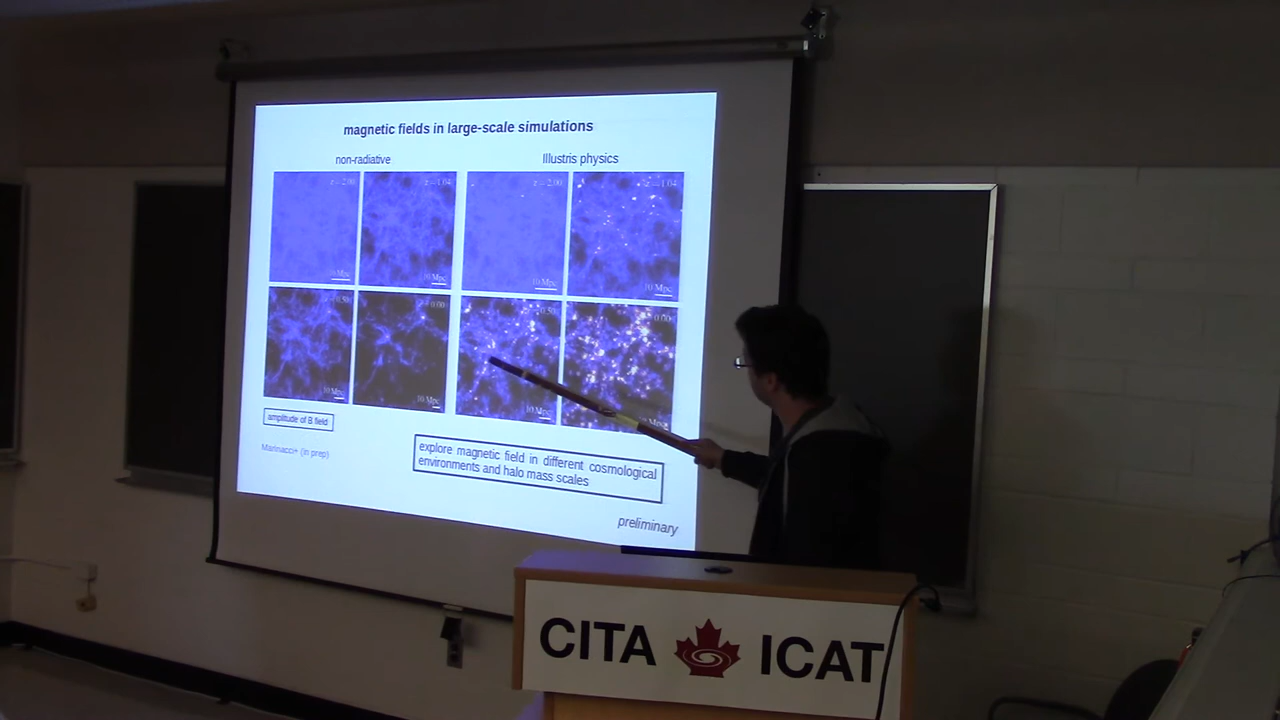 magnetic fields in large-scale simulations
non-radiative
Illustris physics
z = 2.00
z = 1.04
z = 2.00
z = 1.04
10 Mpc
10 Mpc
10 Mpc
10 Mpc
0.50
0.00
0.50
0.00
10 Mpc
10 Mpc
10 Mpc
Mpc
amplitude of B field
Marinacci+ (in prep)
explore magnetic field in different cosmological
environments and halo mass scales
preliminary
CITA ICAT